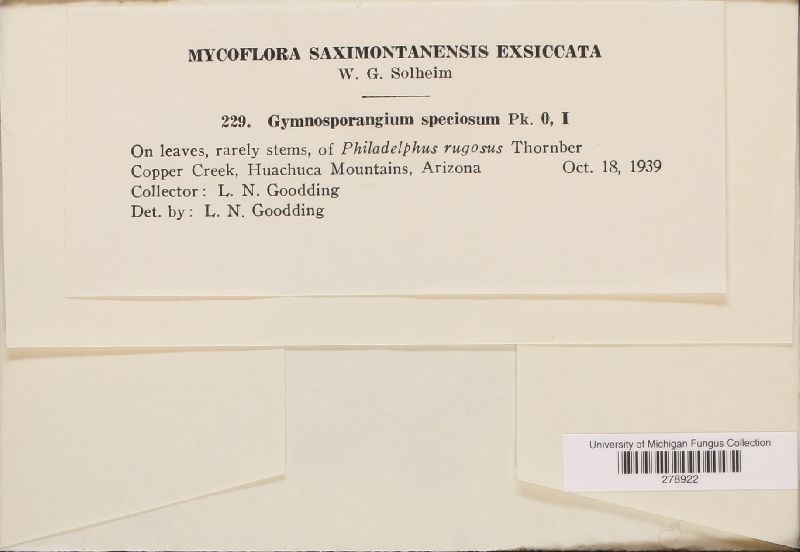 MYCOFLORA SAXIMONTANENSIS EXSICCATA
W. G. Solheim
229. Gymnosporangium speciosum Pk. 0, I
On leaves, rarely stems, of Philadelphus rugosus Thornber
Copper Creek, Huachuca Mountains, Arizona Oct. 18, 1939
Collector: L. N. Goodding
Det. by: L. N. Goodding
University of Michigan Fungus Collection
278922